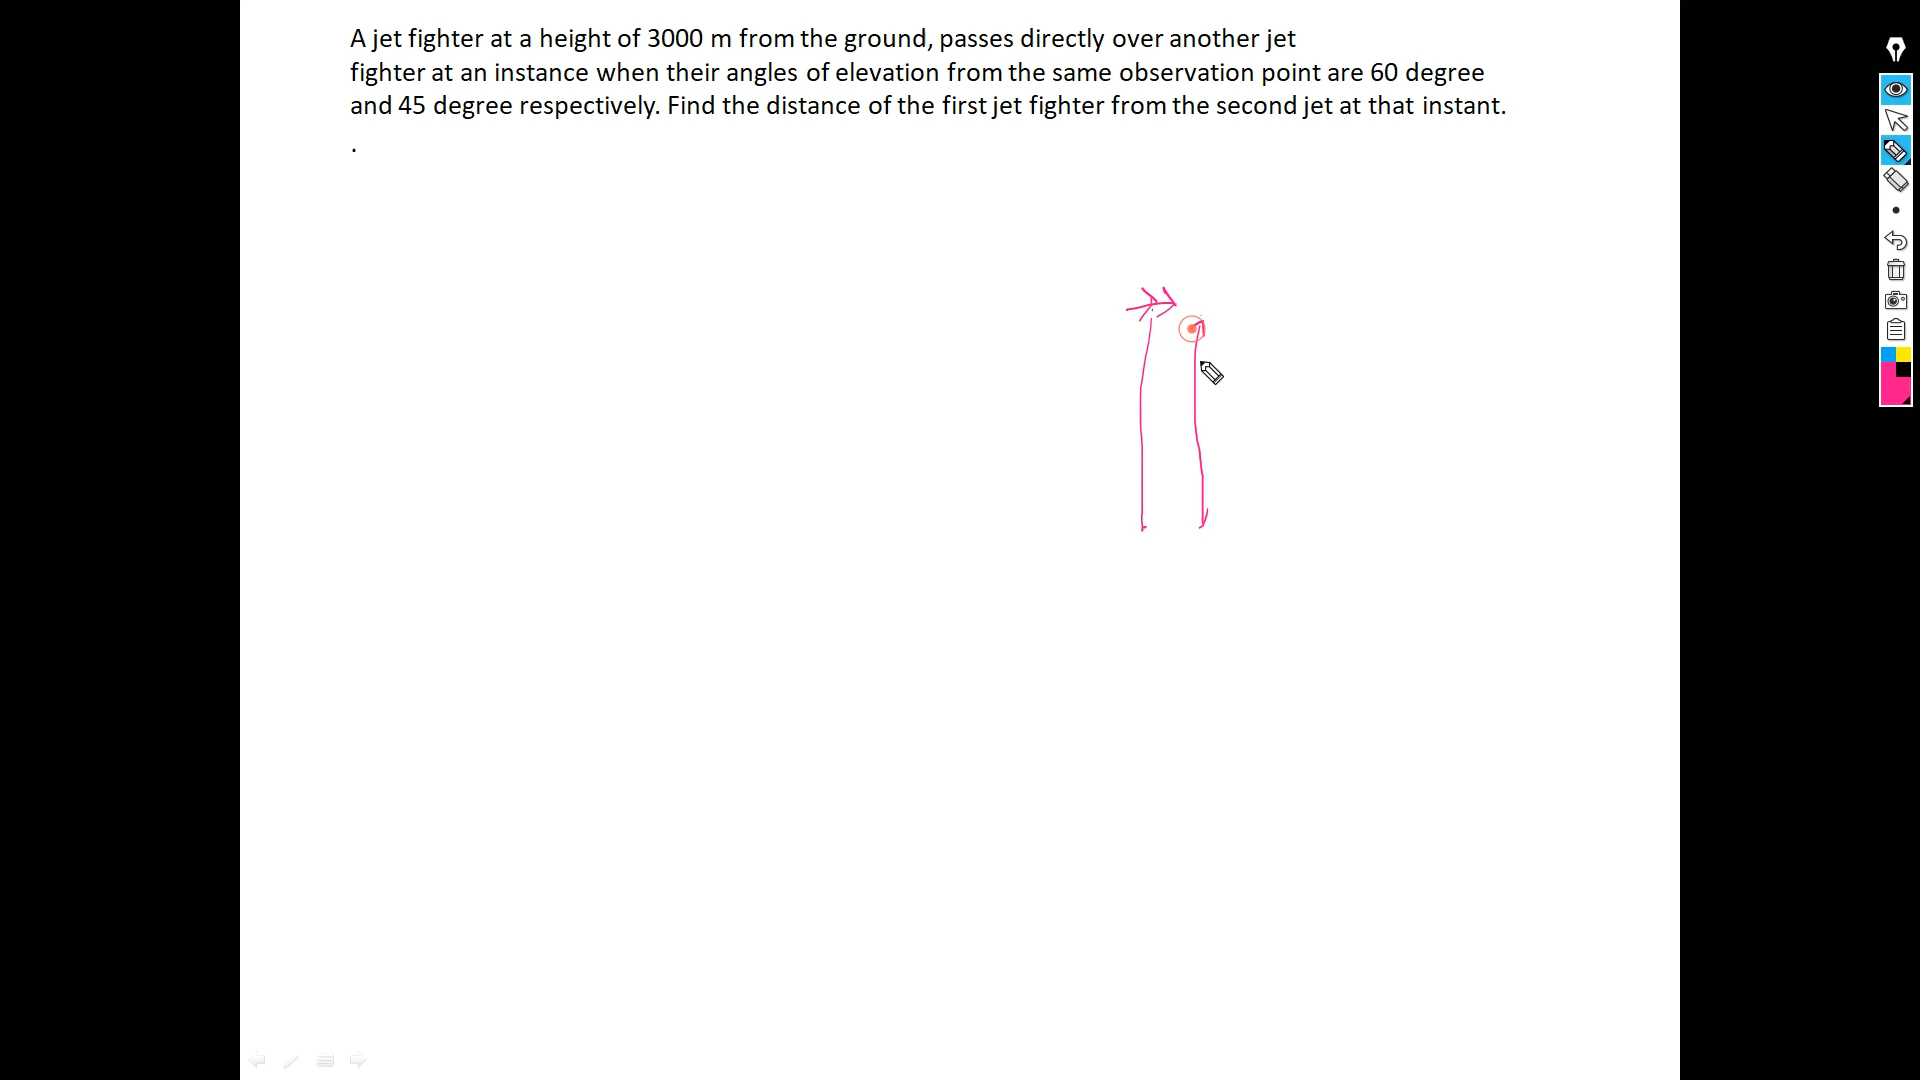 A jet fighter at a height of 3000 m from the ground, passes directly over another jet
fighter at an instance when their angles of elevation from the same observation point are 60 degree
and 45 degree respectively. Find the distance of the first jet fighter from the second jet at that instant.
.